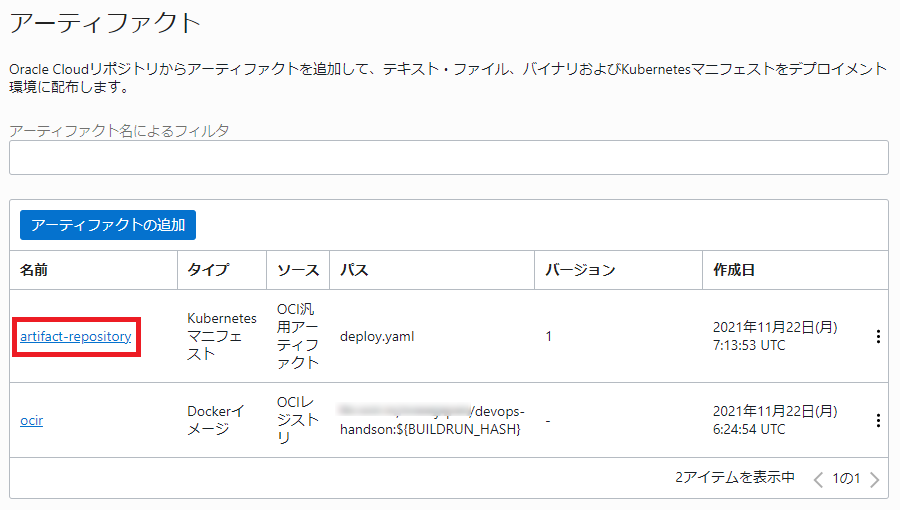 アーティファクト
Oracle Cloudリポジトリからアーティファクトを追加して、テキスト・ファイル、バイナリおよびKubernetesマニフェストをデプロイメント
環境に配布します。
アーティファクト名によるフィルタ
アーティファクトの追加
名前 タイプ ソース パス バージョン 作成日
artifact-repository
Kubernetes
マニフェ
スト
OCI汎
用アー
ティフ
ァクト
deploy.yaml
1
2021年11月22日(月)
7:13:53 UTC
ocir
Dockerイ
メージ
OCIレ
ジスト
リ
/devops-
handson:${BUILDRUN_HASH}
-
2021年11月22日(月)
6:24:54 UTC
2アイテムを表示中 1の1